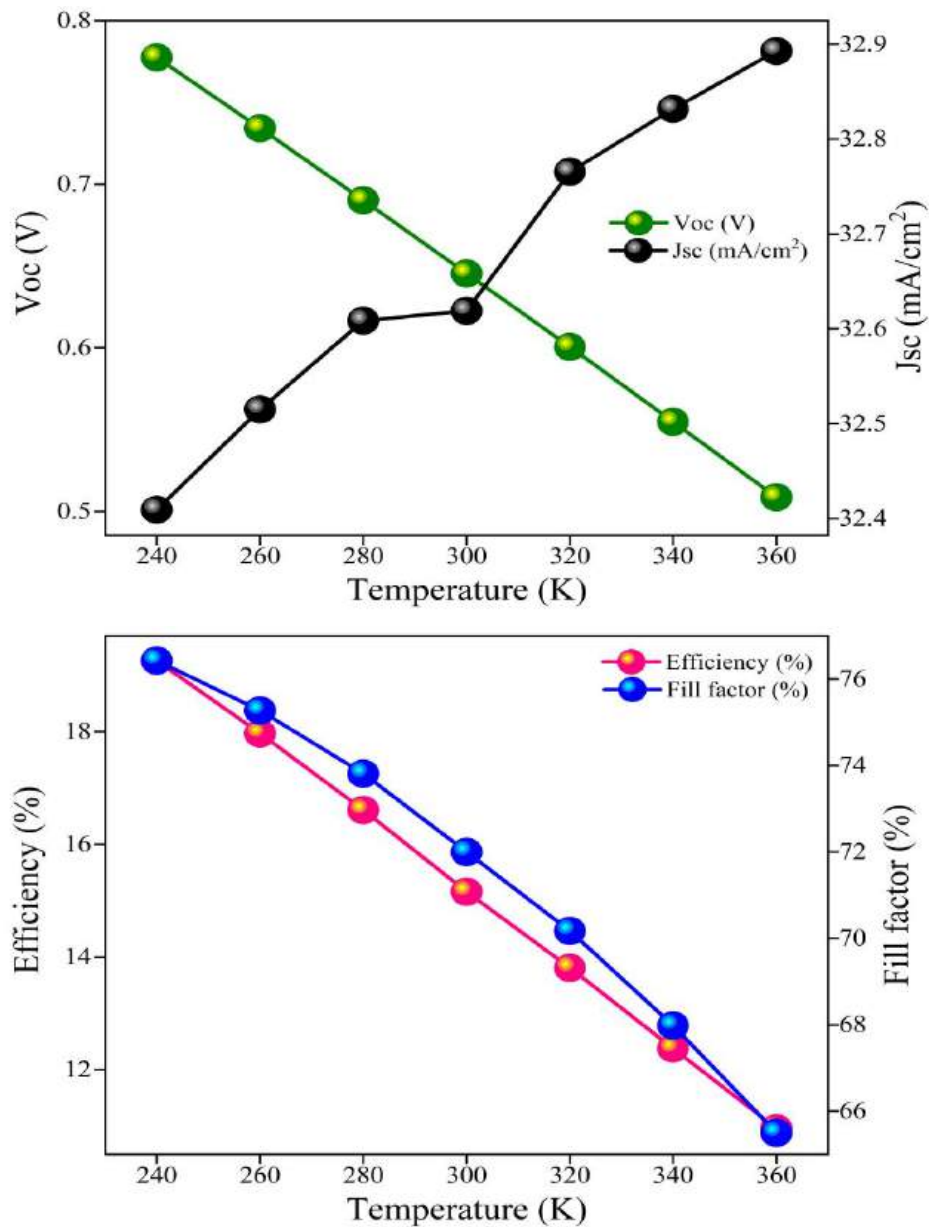 0.8
0.7
0.6
0.5
Voc (V)
32.9
32.8
32.7
32.6
32.5
32.4
Jsc (mA/cm²)
Voc (V)
Jsc (mA/cm²)
240 260 280 300 320 340 360
Temperature (K)
18
16
14
12
Efficiency (%)
76
74
72
70
68
66
Fill factor (%)
Efficiency (%)
Fill factor (%)
240 260 280 300 320 340 360
Temperature (K)